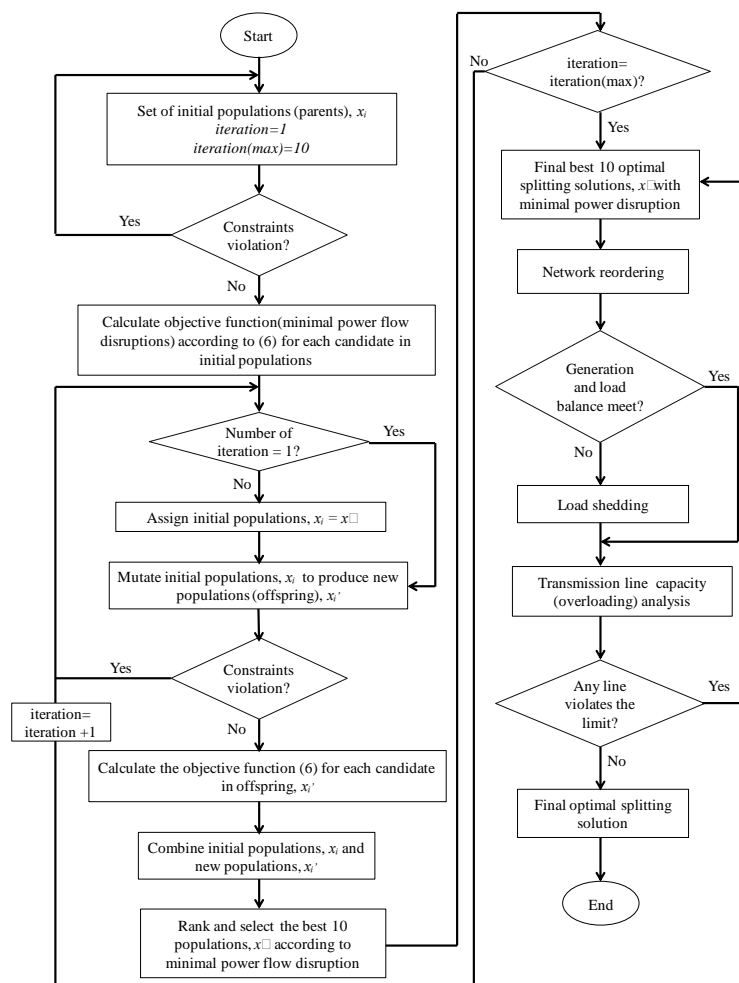 Start
Set of initial populations (parents), xi
iteration=1
iteration(max)=10
Yes
Constraints
violation?
No
Calculate objective function(minimal power flow
disruptions) according to (6) for each candidate in
initial populations
Number of
iteration = 1?
Yes
No
Assign initial populations, xi = x□
Mutate initial populations, xi to produce new
populations (offspring), xi'
Yes
Constraints
violation?
iteration=
iteration +1
No
Calculate the objective function (6) for each candidate
in offspring, xi'
Combine initial populations, xi and
new populations, xi'
Rank and select the best 10
populations, x□ according to
minimal power flow disruption
No
iteration=
iteration(max)?
Yes
Final best 10 optimal
splitting solutions, x□with
minimal power disruption
Network reordering
Generation
and load
balance meet?
Yes
No
Load shedding
Transmission line capacity
(overloading) analysis
Any line
violates the
limit?
Yes
No
Final optimal splitting
solution
End